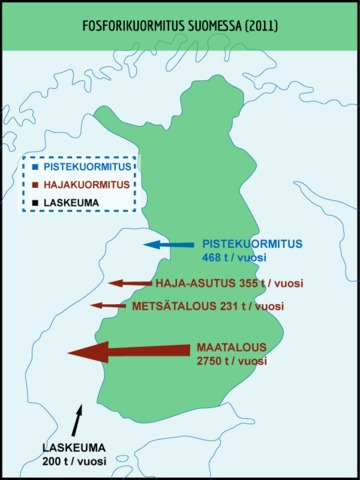 FOSFORIKUORMITUS SUOMESSA (2011)
PISTEKUORMITUS
HAJAKUORMITUS
LASKEUMA
PISTEKUORMITUS
468 t / vuosi
HAJA-ASUTUS 355 t / vuosi
METSÄTALOUS 231 t / vuosi
MAATALOUS
2750 t / vuosi
LASKEUMA
200 t / vuosi